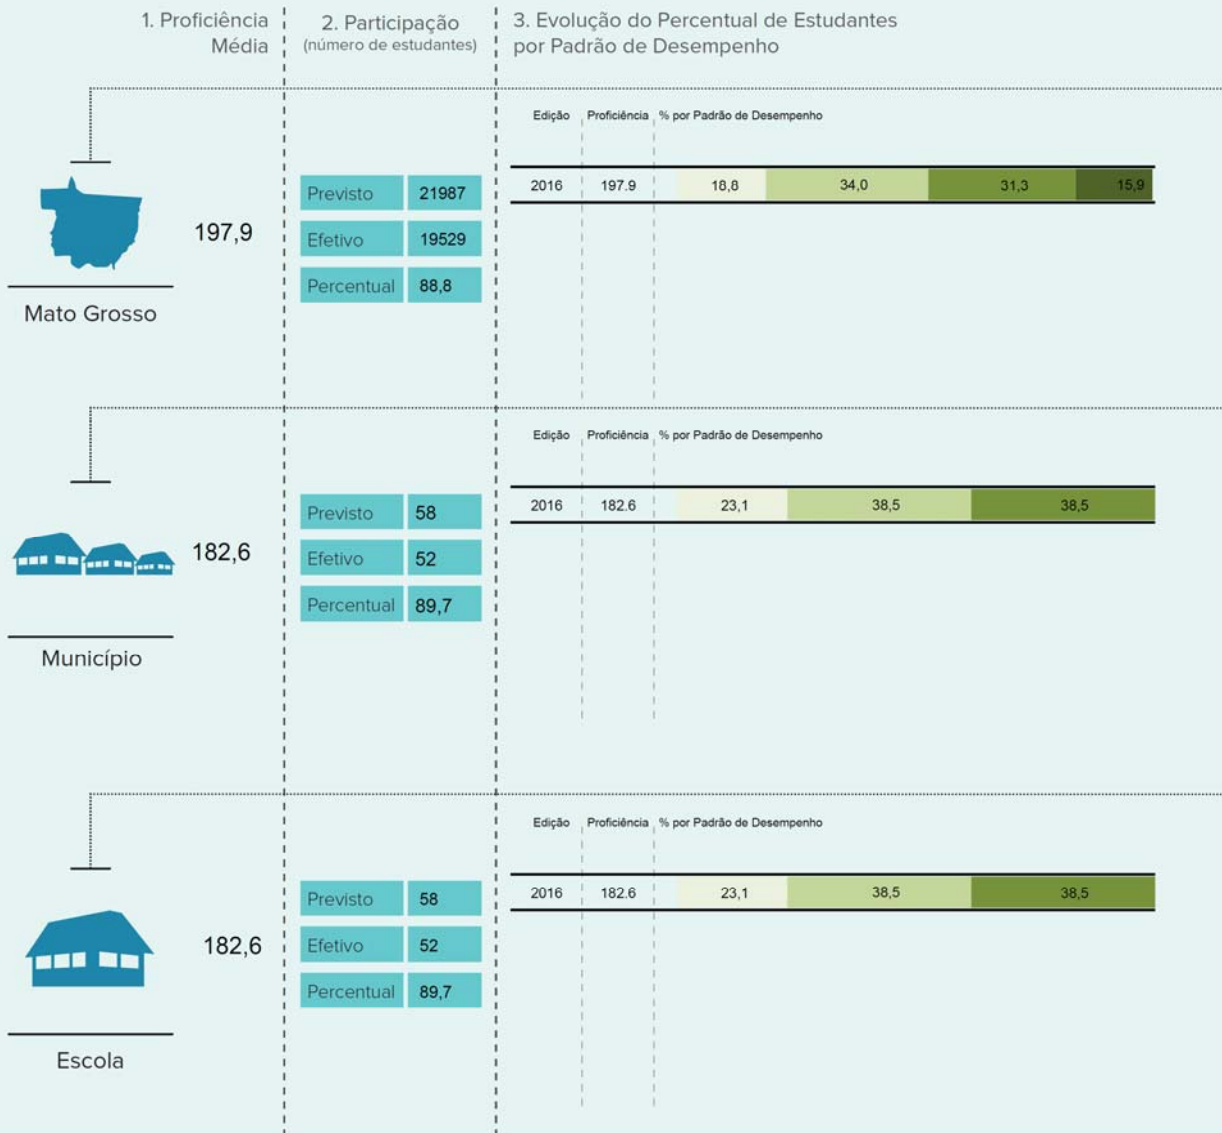 1. Proficiência
Média
2. Participação
(número de estudantes)
3. Evolução do Percentual de Estudantes
por Padrão de Desempenho
Mato Grosso
197,9
Previsto 21987
Efetivo 19529
Percentual 88,8
Edição Proficiência % por Padrão de Desempenho
2016 197.9 18,8 34,0 31,3 15,9
Município
182,6
Previsto 58
Efetivo 52
Percentual 89,7
Edição Proficiência % por Padrão de Desempenho
2016 182.6 23,1 38,5 38,5
Escola
182,6
Previsto 58
Efetivo 52
Percentual 89,7
Edição Proficiência % por Padrão de Desempenho
2016 182.6 23,1 38,5 38,5